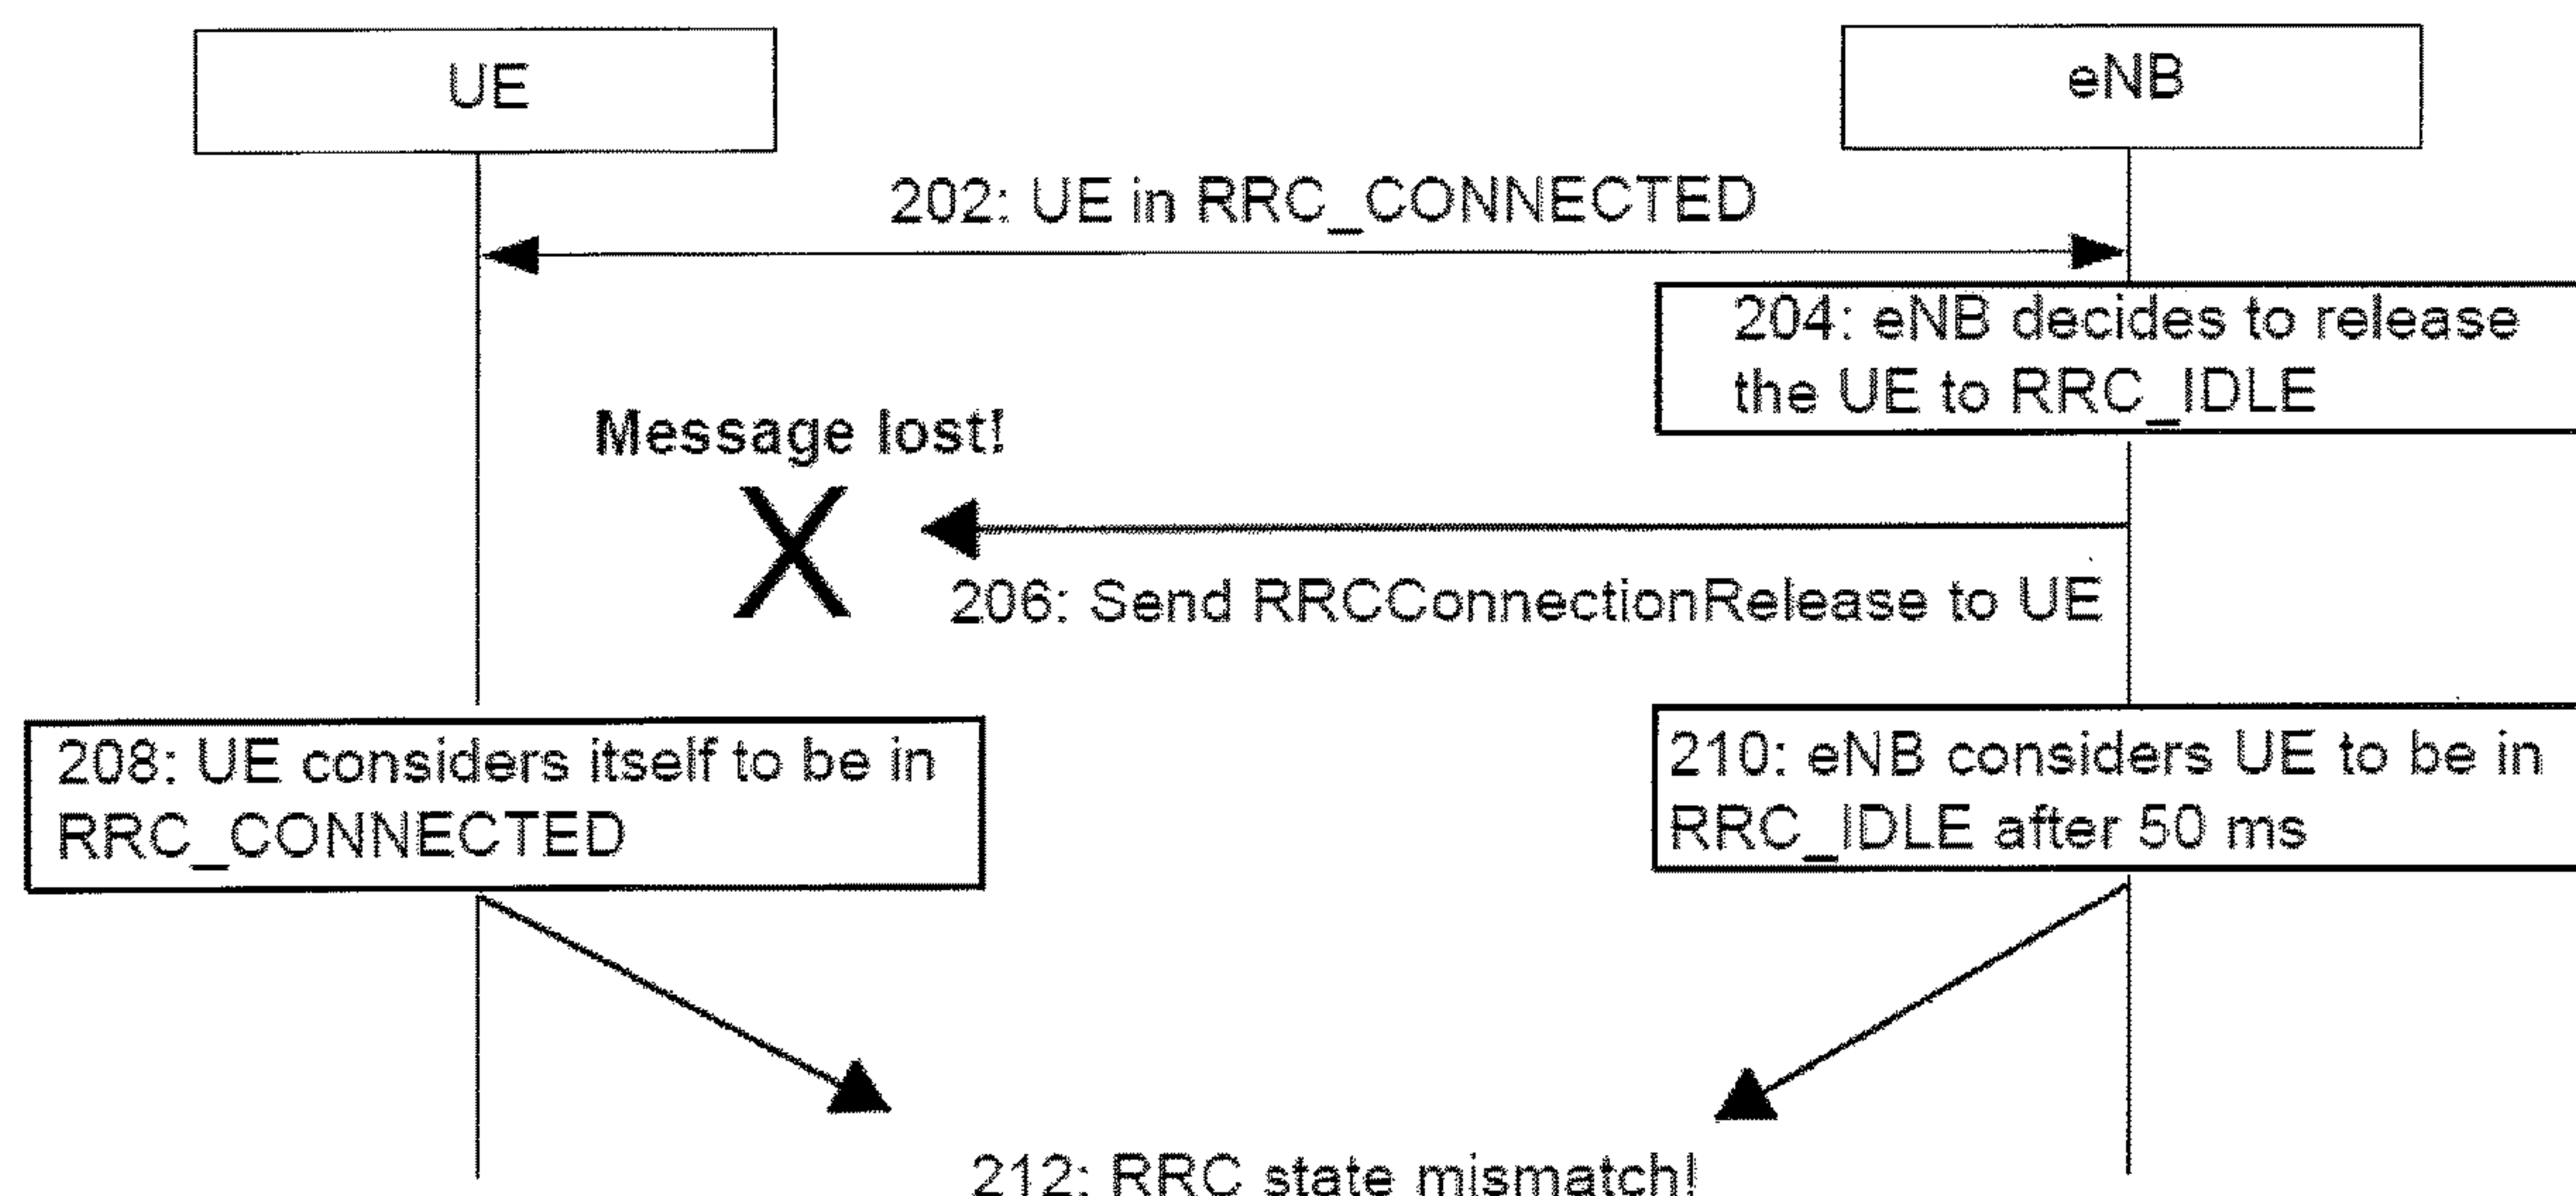 UE
eNB
202: UE in RRC_CONNECTED
204: eNB decides to release
the UE to RRC_IDLE
Message lost!
X
206: Send RRCConnectionRelease to UE
208: UE considers itself to be in
RRC_CONNECTED
210: eNB considers UE to be in
RRC_IDLE after 50 ms
212: RRC state mismatch!